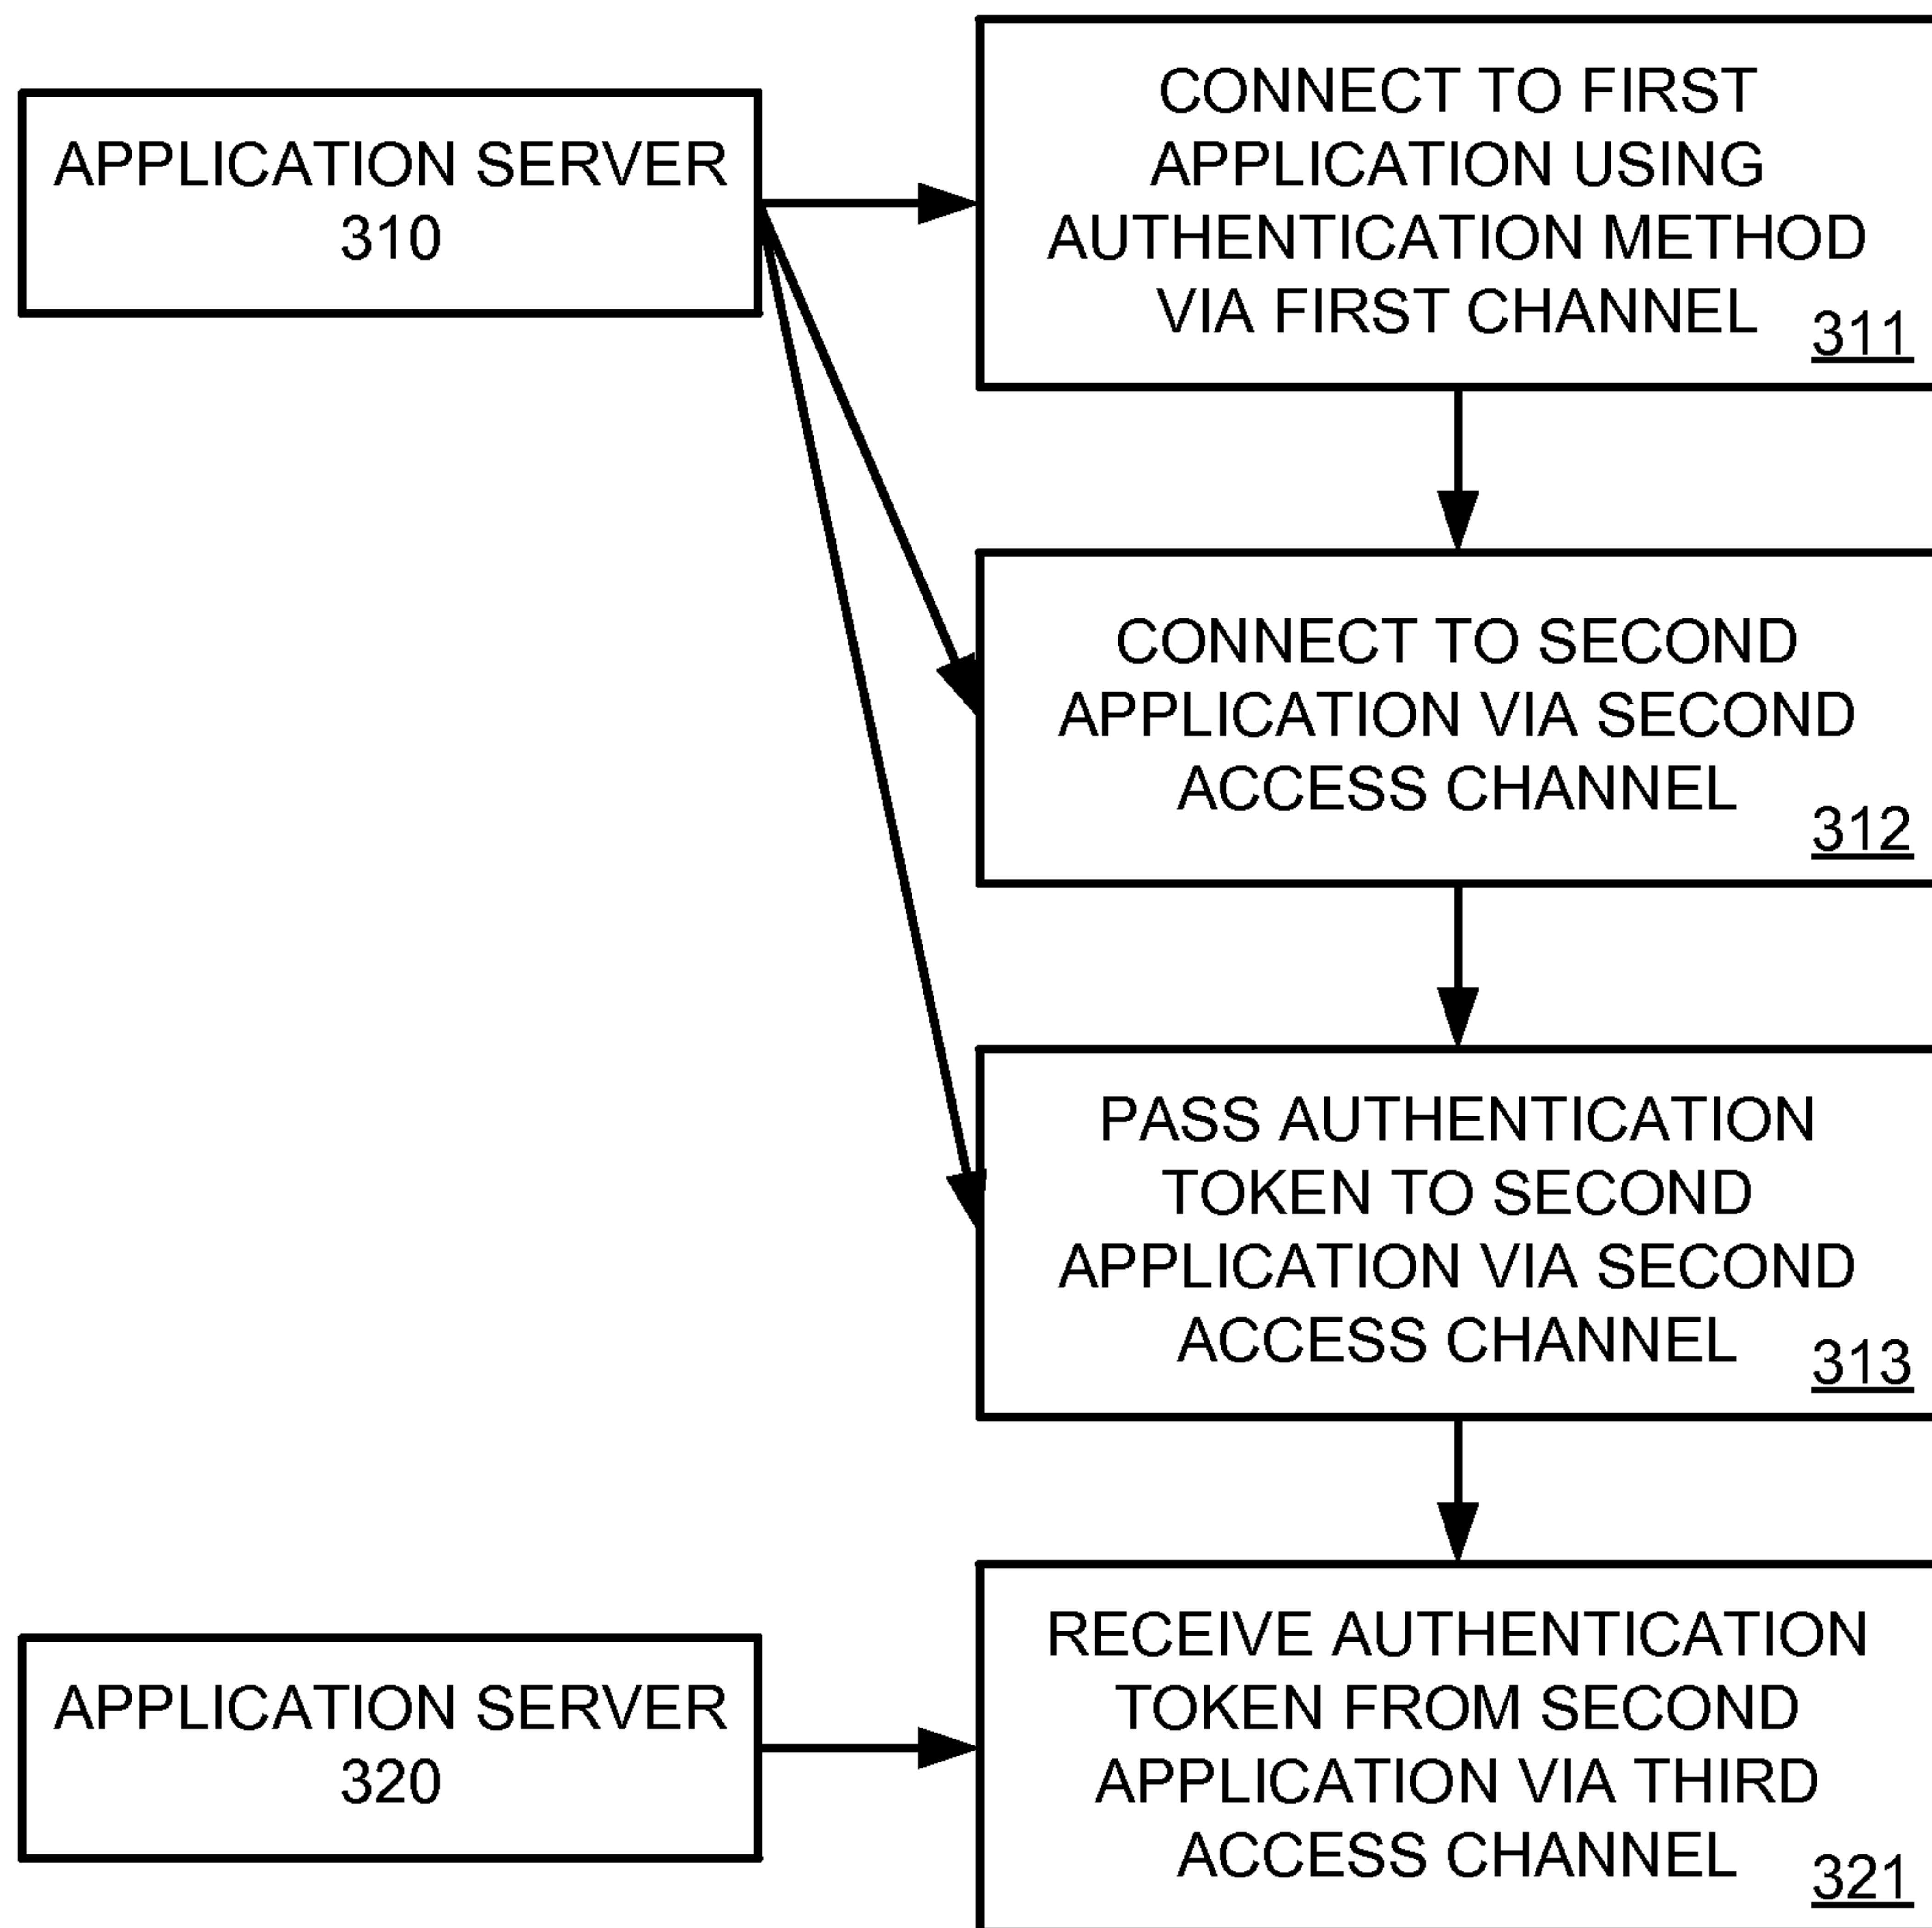 APPLICATION SERVER
310
CONNECT TO FIRST
APPLICATION USING
AUTHENTICATION METHOD
VIA FIRST CHANNEL
311
CONNECT TO SECOND
APPLICATION VIA SECOND
ACCESS CHANNEL
312
PASS AUTHENTICATION
TOKEN TO SECOND
APPLICATION VIA SECOND
ACCESS CHANNEL
313
APPLICATION SERVER
320
RECEIVE AUTHENTICATION
TOKEN FROM SECOND
APPLICATION VIA THIRD
ACCESS CHANNEL
321